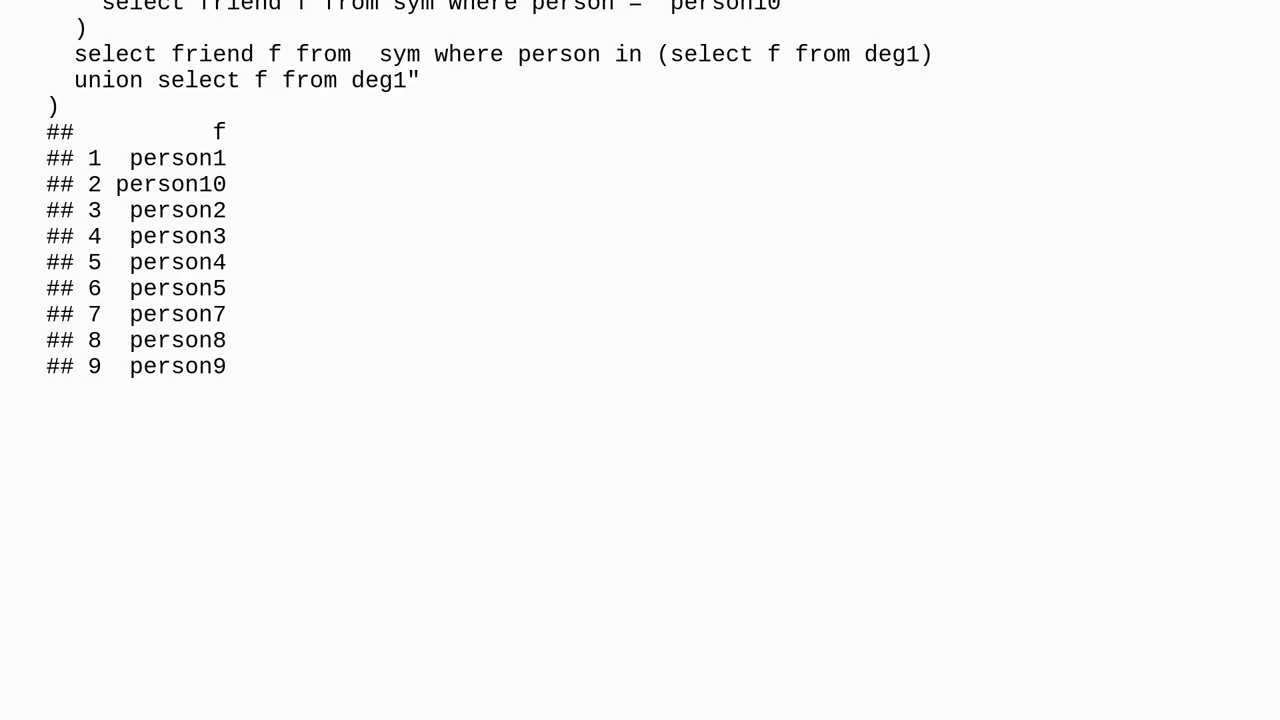 select friend f from sym where person = 'person10'
)
select friend f from  sym where person in (select f from deg1)
union select f from deg1"
)
##          f
## 1  person1
## 2 person10
## 3  person2
## 4  person3
## 5  person4
## 6  person5
## 7  person7
## 8  person8
## 9  person9